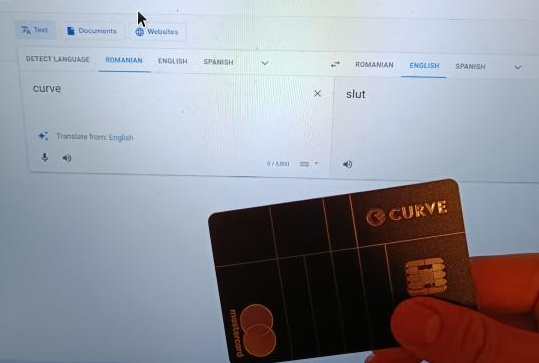 Text Documents Websites
DETECT LANGUAGE ROMANIAN ENGLISH SPANISH ROMANIAN ENGLISH SPANISH
curve
slut
Translate from: English
5 / 5,000
CURVE
mastercard